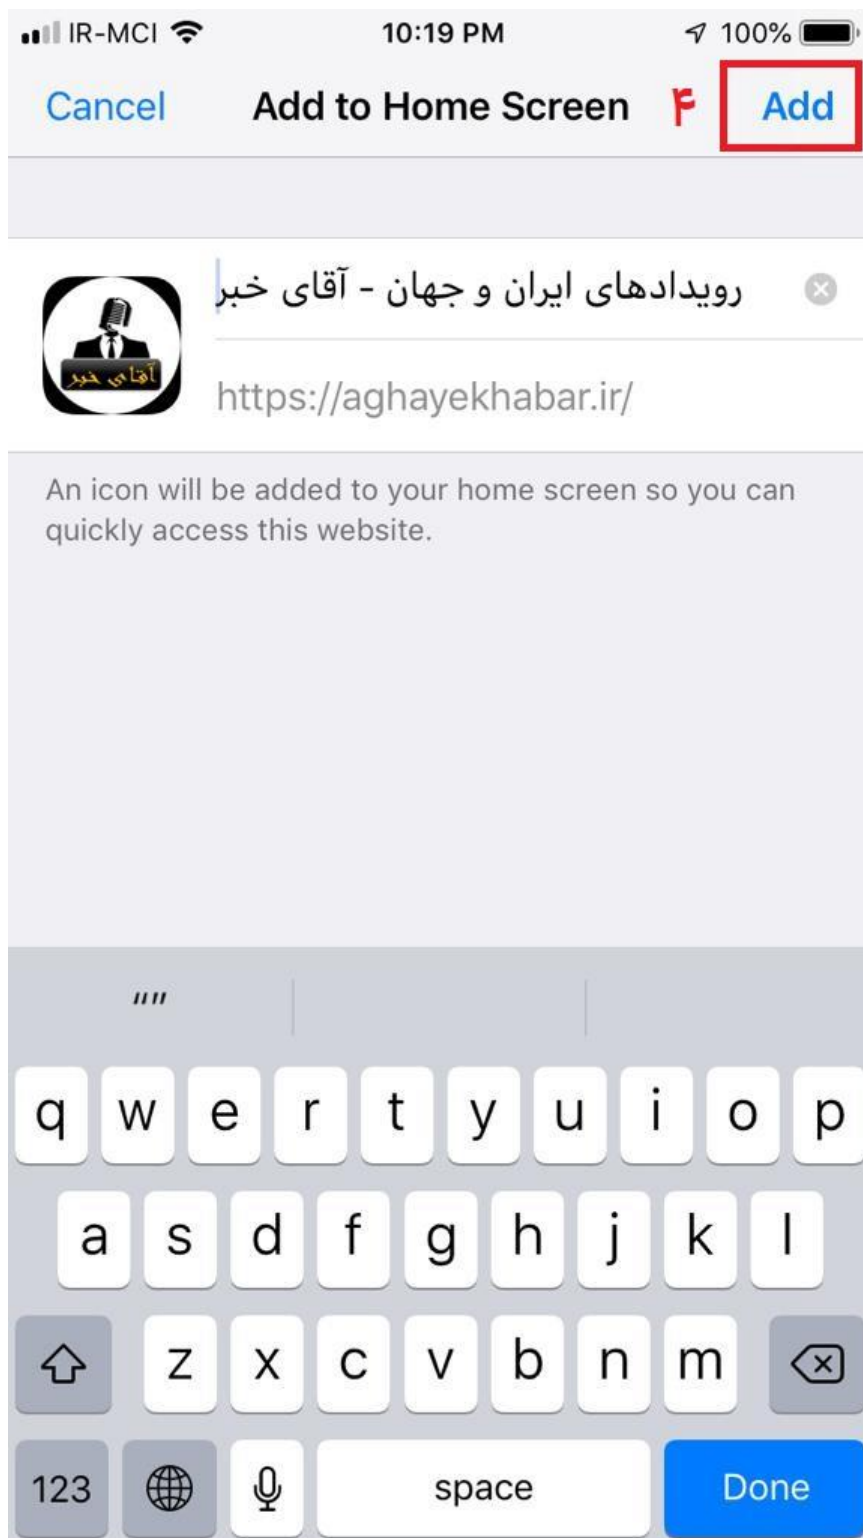 IR-MCI 10:19 PM 100%
Cancel Add to Home Screen ۴ Add
رویدادهای ایران و جهان - آقای خبر
آقای خبر
https://aghayekhabar.ir/
An icon will be added to your home screen so you can
quickly access this website.
“”
q w e r t y u i o p
a s d f g h j k l
z x c v b n m
123 space Done